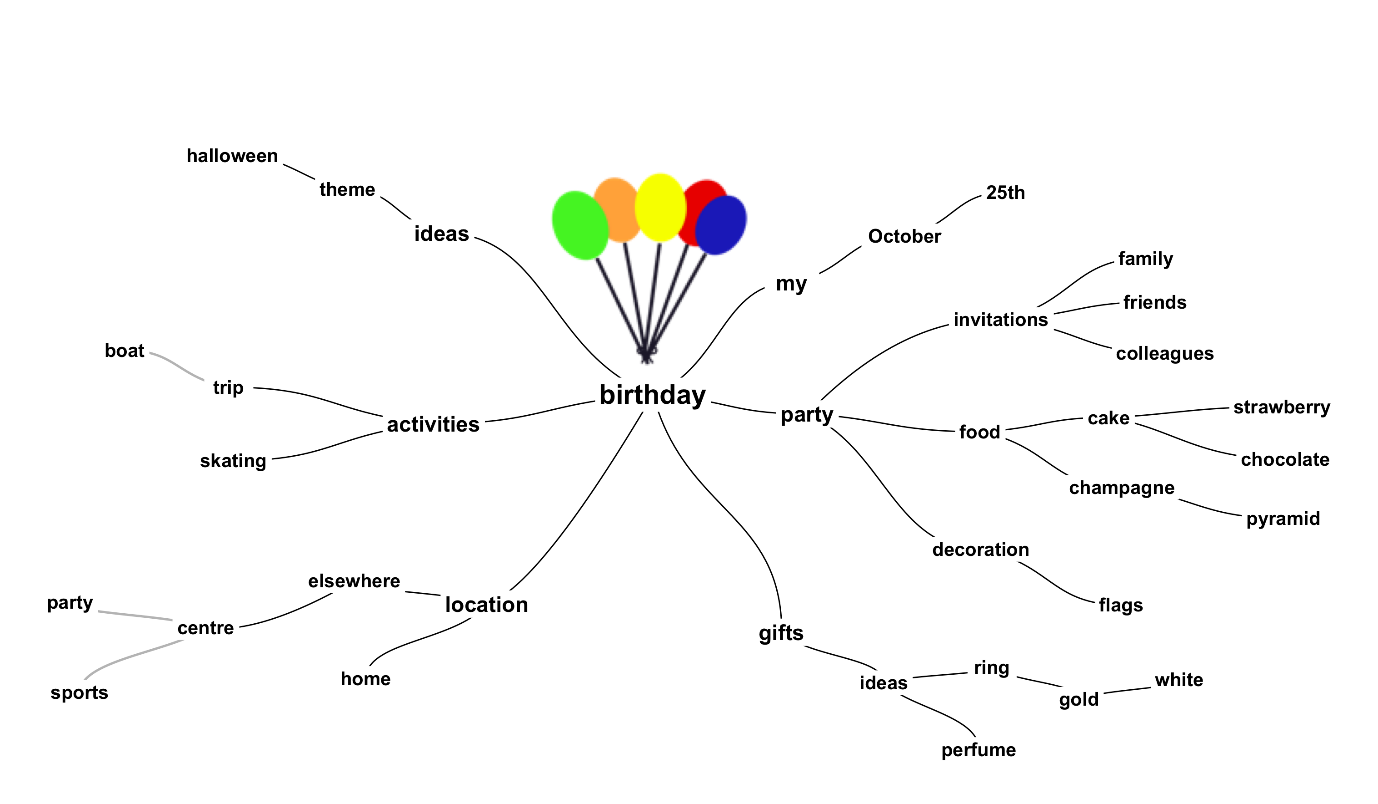 birthday
ideas
theme
halloween
my
October
25th
party
invitations
family
friends
colleagues
food
cake
strawberry
chocolate
champagne
pyramid
decoration
flags
gifts
ideas
ring
gold
white
perfume
location
elsewhere
centre
party
sports
home
activities
trip
boat
skating